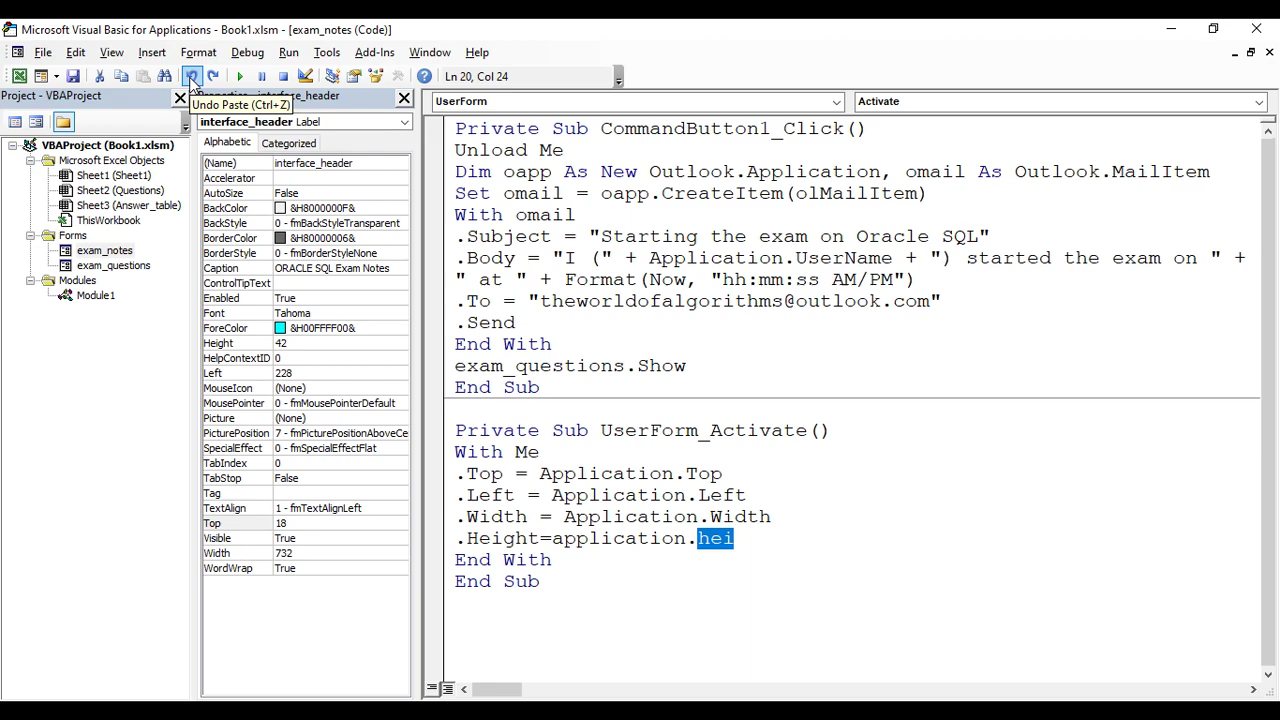 Microsoft Visual Basic for Applications - Book1.xlsm - [exam_notes (Code)]
File Edit View Insert Format Debug Run Tools Add-Ins Window Help
Ln 20, Col 24
Project - VBAProject
interface_header
Undo Paste (Ctrl+Z)
interface_header Label
UserForm
Activate
Alphabetic Categorized
VBAProject (Book1.xlsm)
Microsoft Excel Objects
Sheet1 (Sheet1)
Sheet2 (Questions)
Sheet3 (Answer_table)
ThisWorkbook
Forms
exam_notes
exam_questions
Modules
Module1
(Name) interface_header
Accelerator
AutoSize False
BackColor &H8000000F&
BackStyle 0 - fmBackStyleTransparent
BorderColor &H80000006&
BorderStyle 0 - fmBorderStyleNone
Caption ORACLE SQL Exam Notes
ControlTipText
Enabled True
Font Tahoma
ForeColor &H00FFFF00&
Height 42
HelpContextID 0
Left 228
MouseIcon (None)
MousePointer 0 - fmMousePointerDefault
Picture (None)
PicturePosition 7 - fmPicturePositionAboveCe
SpecialEffect 0 - fmSpecialEffectFlat
TabIndex 0
TabStop False
Tag
TextAlign 1 - fmTextAlignLeft
Top 18
Visible True
Width 732
WordWrap True
Private Sub CommandButton1_Click()
Unload Me
Dim oapp As New Outlook.Application, omail As Outlook.MailItem
Set omail = oapp.CreateItem(olMailItem)
With omail
.Subject = "Starting the exam on Oracle SQL"
.Body = "I (" + Application.UserName + ") started the exam on " +
" at " + Format(Now, "hh:mm:ss AM/PM")
.To = "theworldofalgorithms@outlook.com"
.Send
End With
exam_questions.Show
End Sub
Private Sub UserForm_Activate()
With Me
.Top = Application.Top
.Left = Application.Left
.Width = Application.Width
.Height=application.hei
End With
End Sub